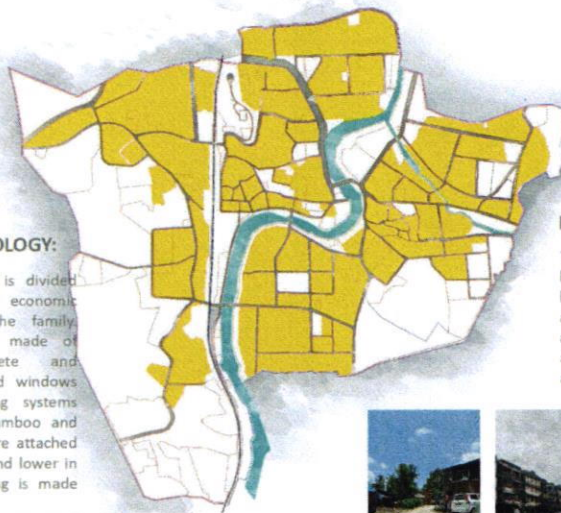 OLOGY:
is divided
economic
he family.
made of
ete and
d windows
g systems
mboo and
re attached
nd lower in
g is made